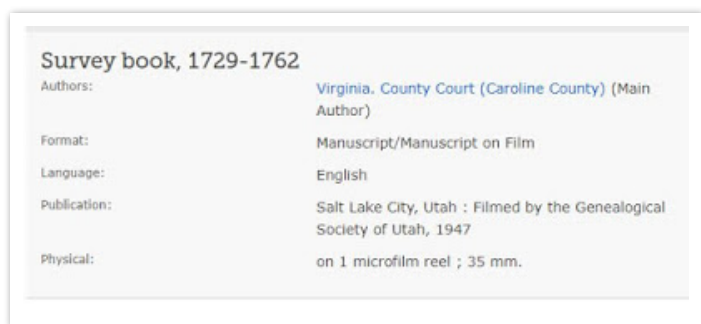 Survey book, 1729-1762
Authors: Virginia. County Court (Caroline County) (Main
Author)
Format: Manuscript/Manuscript on Film
Language: English
Publication: Salt Lake City, Utah : Filmed by the Genealogical
Society of Utah, 1947
Physical: on 1 microfilm reel ; 35 mm.